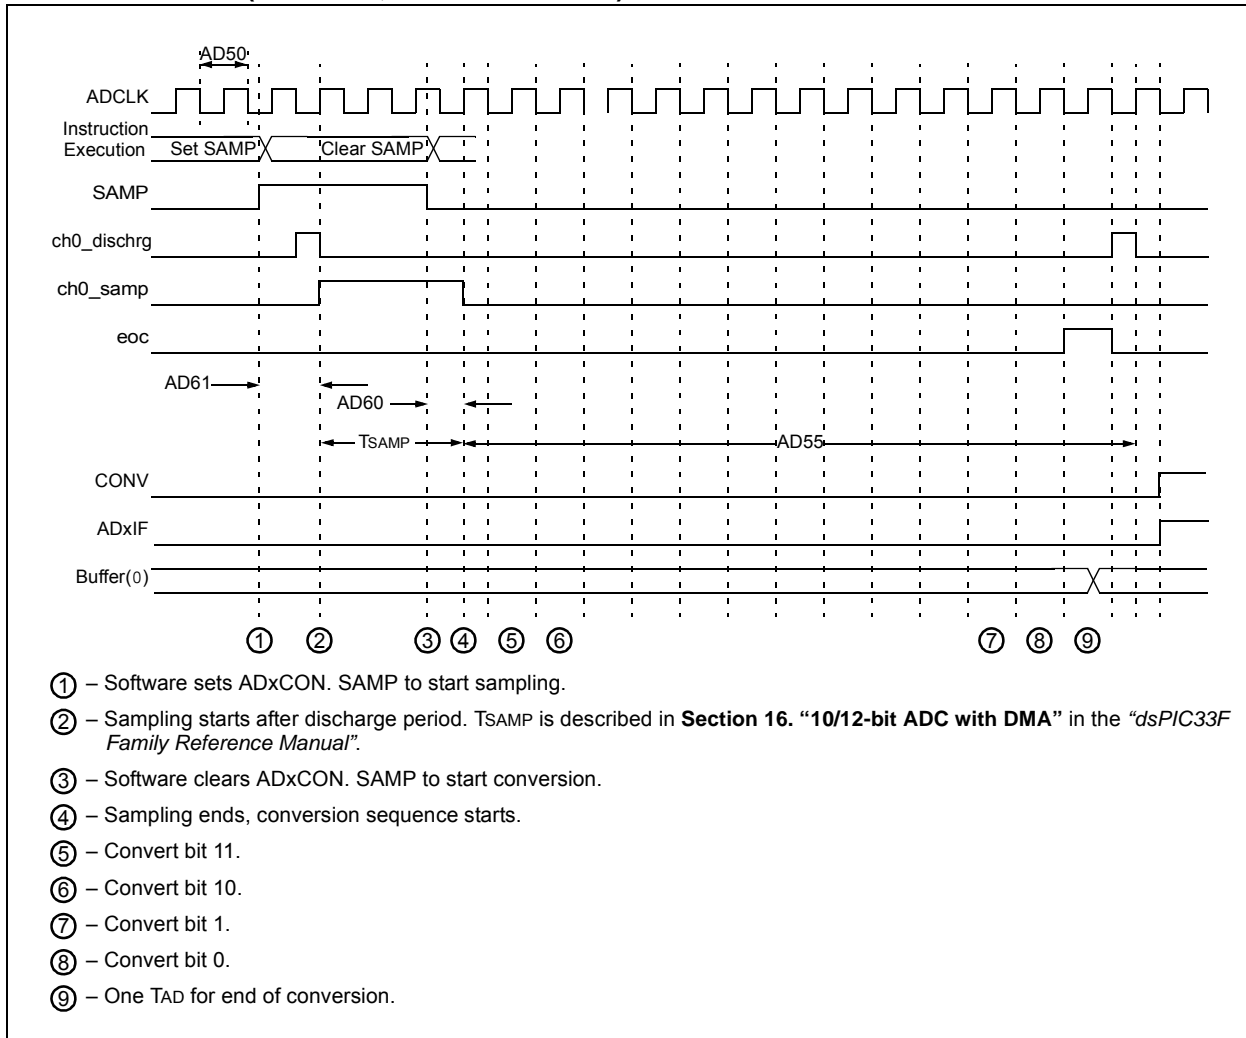 AD50
ADCLK
Instruction
Execution
Set SAMP
Clear SAMP
SAMP
ch0_dischrg
ch0_samp
eoc
AD61
AD60
TSAMP
AD55
CONV
ADxIF
Buffer(0)
1 2 3 4 5 6 7 8 9
1 – Software sets ADxCON. SAMP to start sampling.
2 – Sampling starts after discharge period. TSAMP is described in Section 16. “10/12-bit ADC with DMA” in the “dsPIC33F
Family Reference Manual”.
3 – Software clears ADxCON. SAMP to start conversion.
4 – Sampling ends, conversion sequence starts.
5 – Convert bit 11.
6 – Convert bit 10.
7 – Convert bit 1.
8 – Convert bit 0.
9 – One TAD for end of conversion.